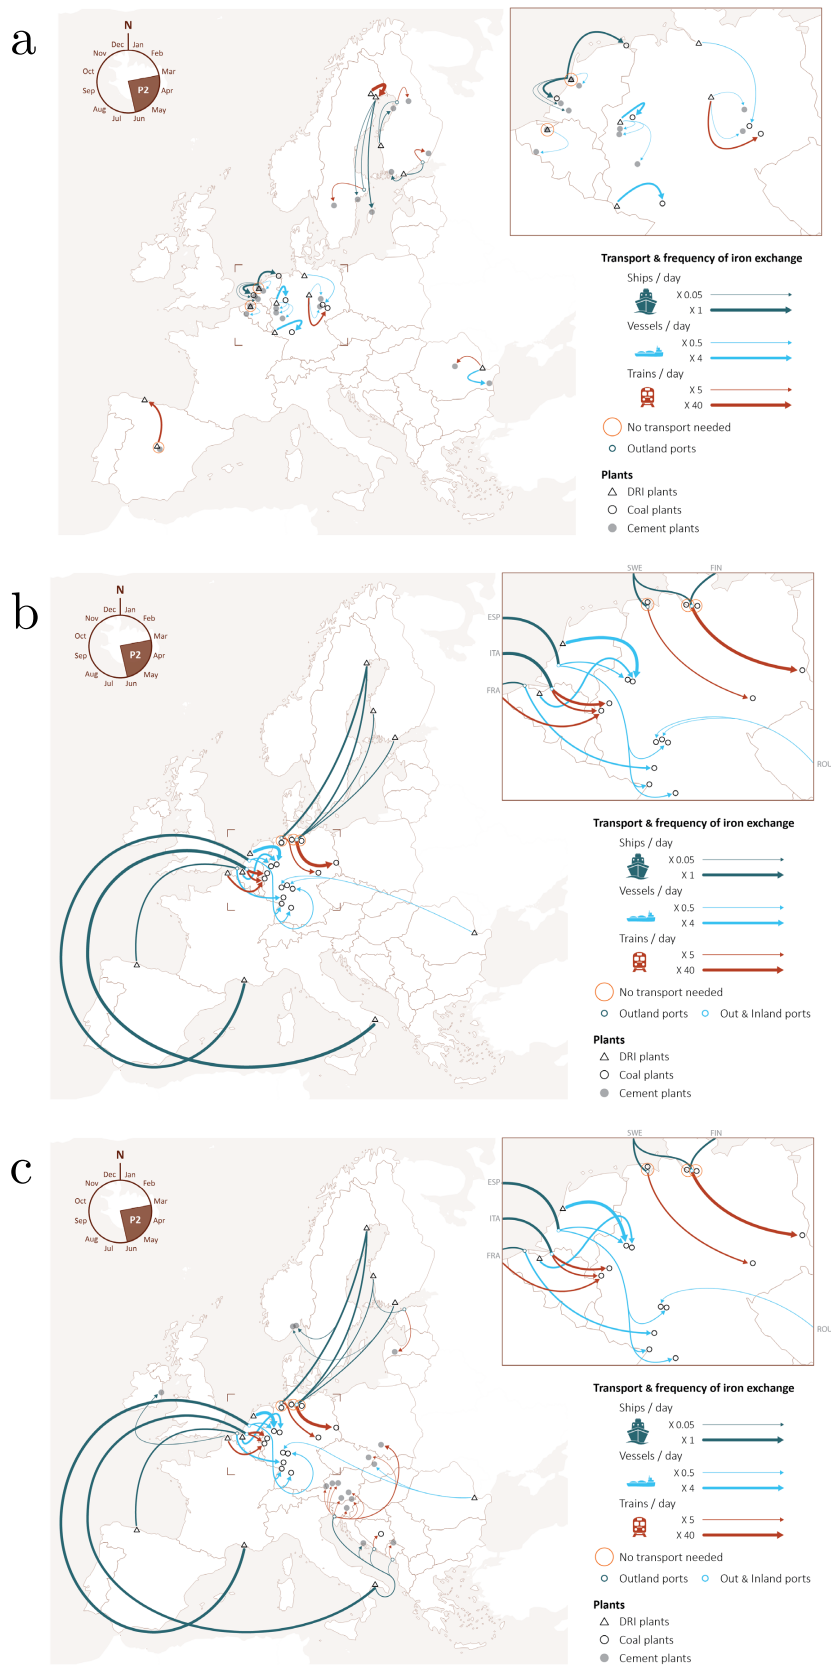 a
N
Dec
Jan
Nov
Feb
Oct
Mar
Sep
P2
Apr
Aug
May
Jul
Jun
Transport & frequency of iron exchange
Ships / day
X 0.05
X 1
Vessels / day
X 0.5
X 4
Trains / day
X 5
X 40
No transport needed
Outland ports
Plants
DRI plants
Coal plants
Cement plants
b
N
Dec
Jan
Nov
Feb
Oct
Mar
Sep
P2
Apr
Aug
May
Jul
Jun
SWE
FIN
ESP
ITA
FRA
ROU
Transport & frequency of iron exchange
Ships / day
X 0.05
X 1
Vessels / day
X 0.5
X 4
Trains / day
X 5
X 40
No transport needed
Outland ports
Out & Inland ports
Plants
DRI plants
Coal plants
Cement plants
c
N
Dec
Jan
Nov
Feb
Oct
Mar
Sep
P2
Apr
Aug
May
Jul
Jun
SWE
FIN
ESP
ITA
FRA
ROU
Transport & frequency of iron exchange
Ships / day
X 0.05
X 1
Vessels / day
X 0.5
X 4
Trains / day
X 5
X 40
No transport needed
Outland ports
Out & Inland ports
Plants
DRI plants
Coal plants
Cement plants